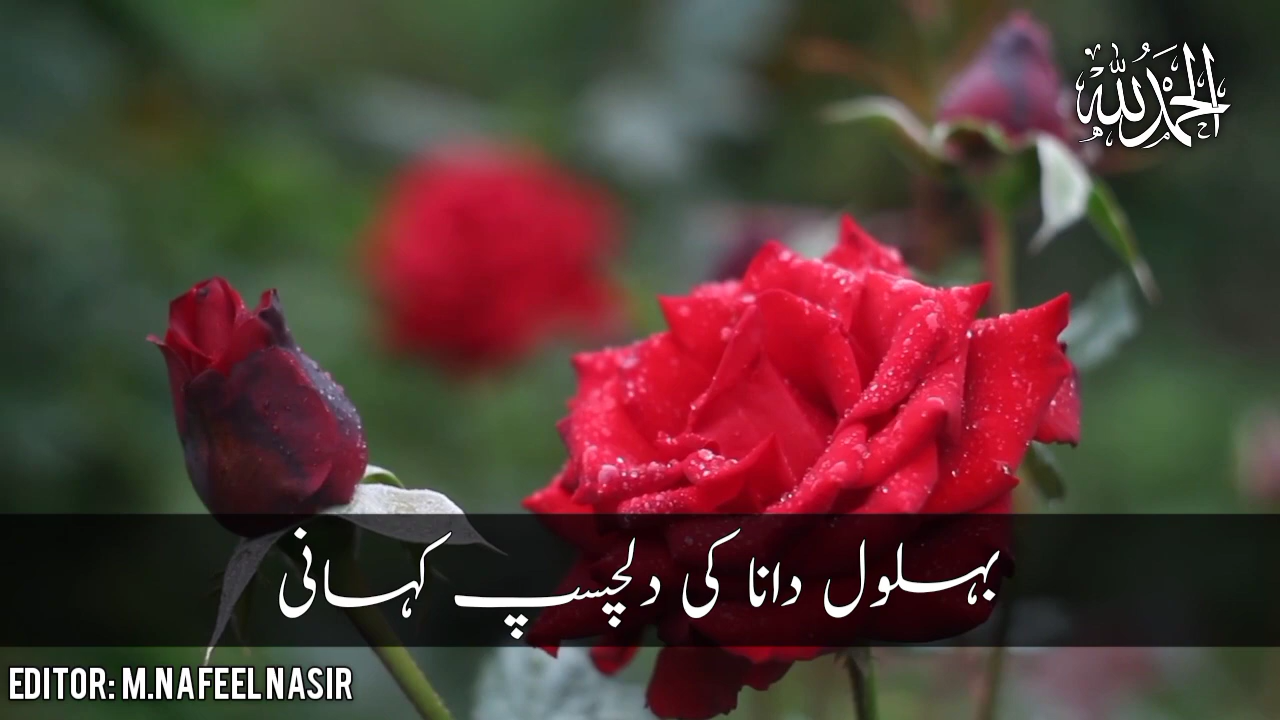 الحمدلله
بہلول دانا کی دلچسپ کہانی
EDITOR: M.NAFEEL NASIR